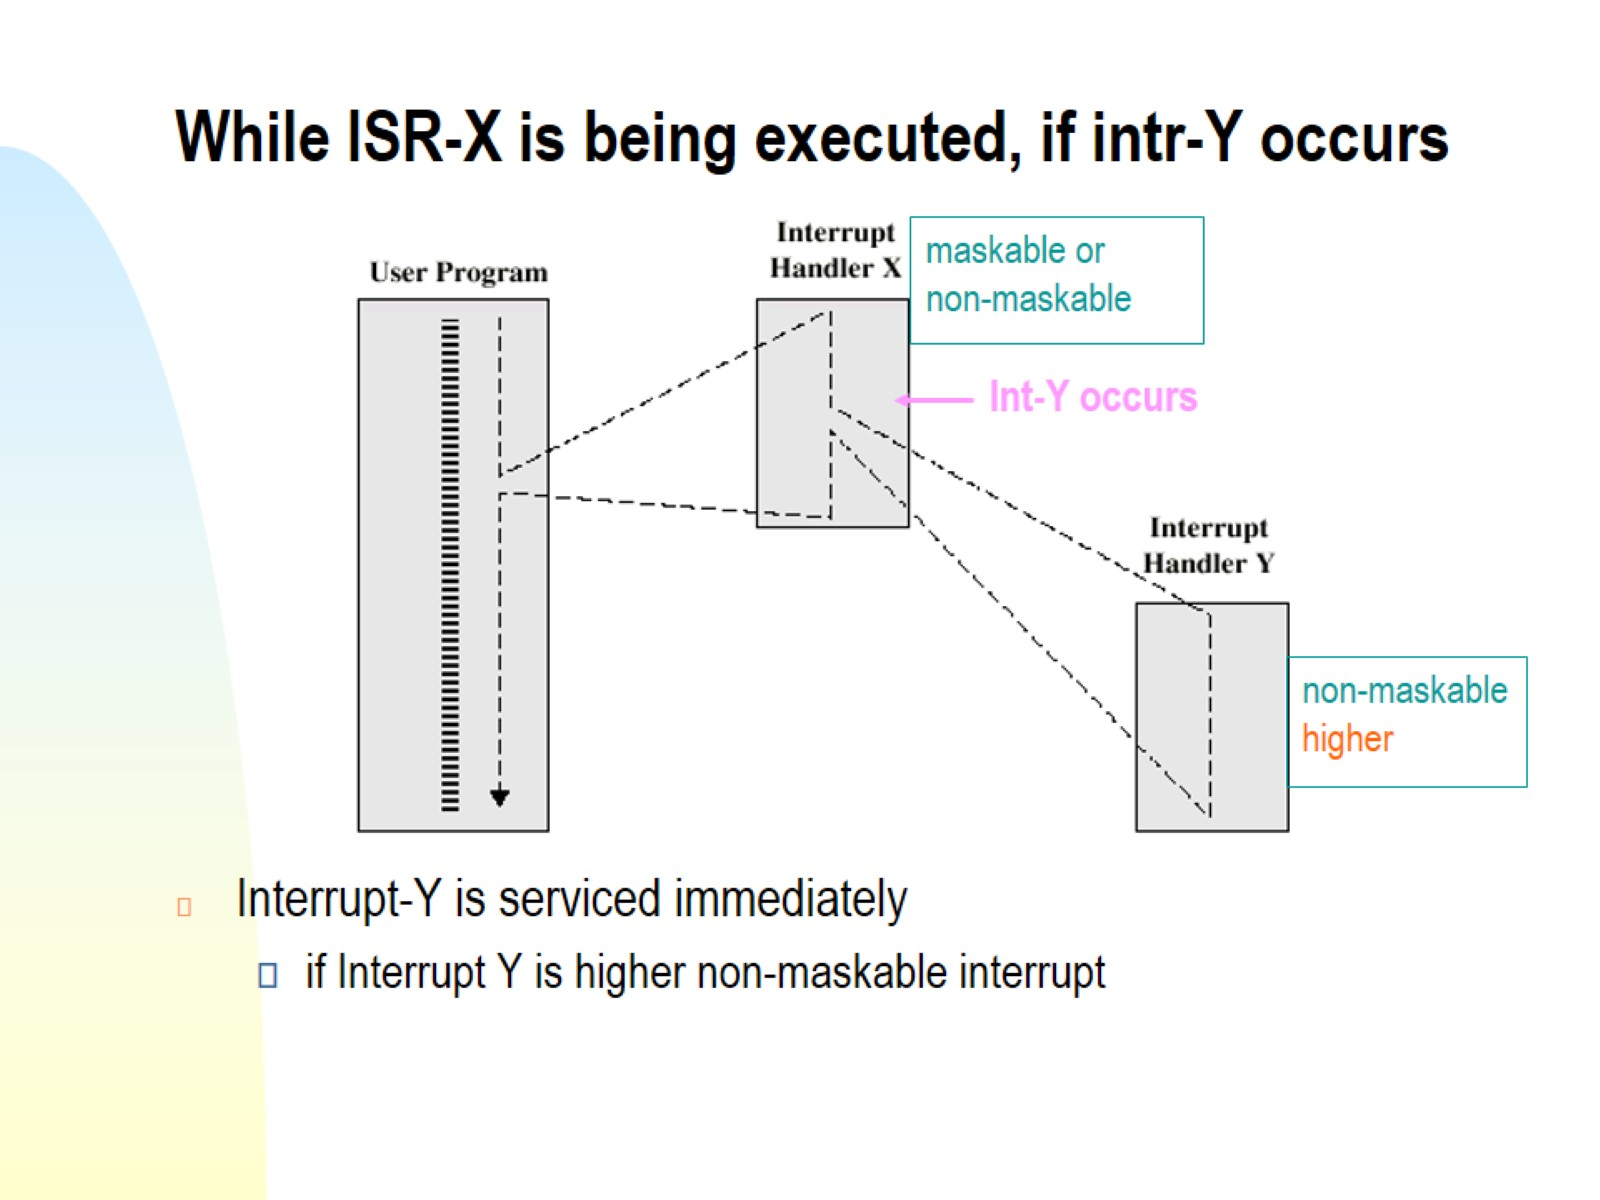 While ISR-X is being executed, if intr-Y occurs
User Program
Interrupt
Handler X
maskable or
non-maskable
Int-Y occurs
Interrupt
Handler Y
non-maskable
higher
Interrupt-Y is serviced immediately
if Interrupt Y is higher non-maskable interrupt